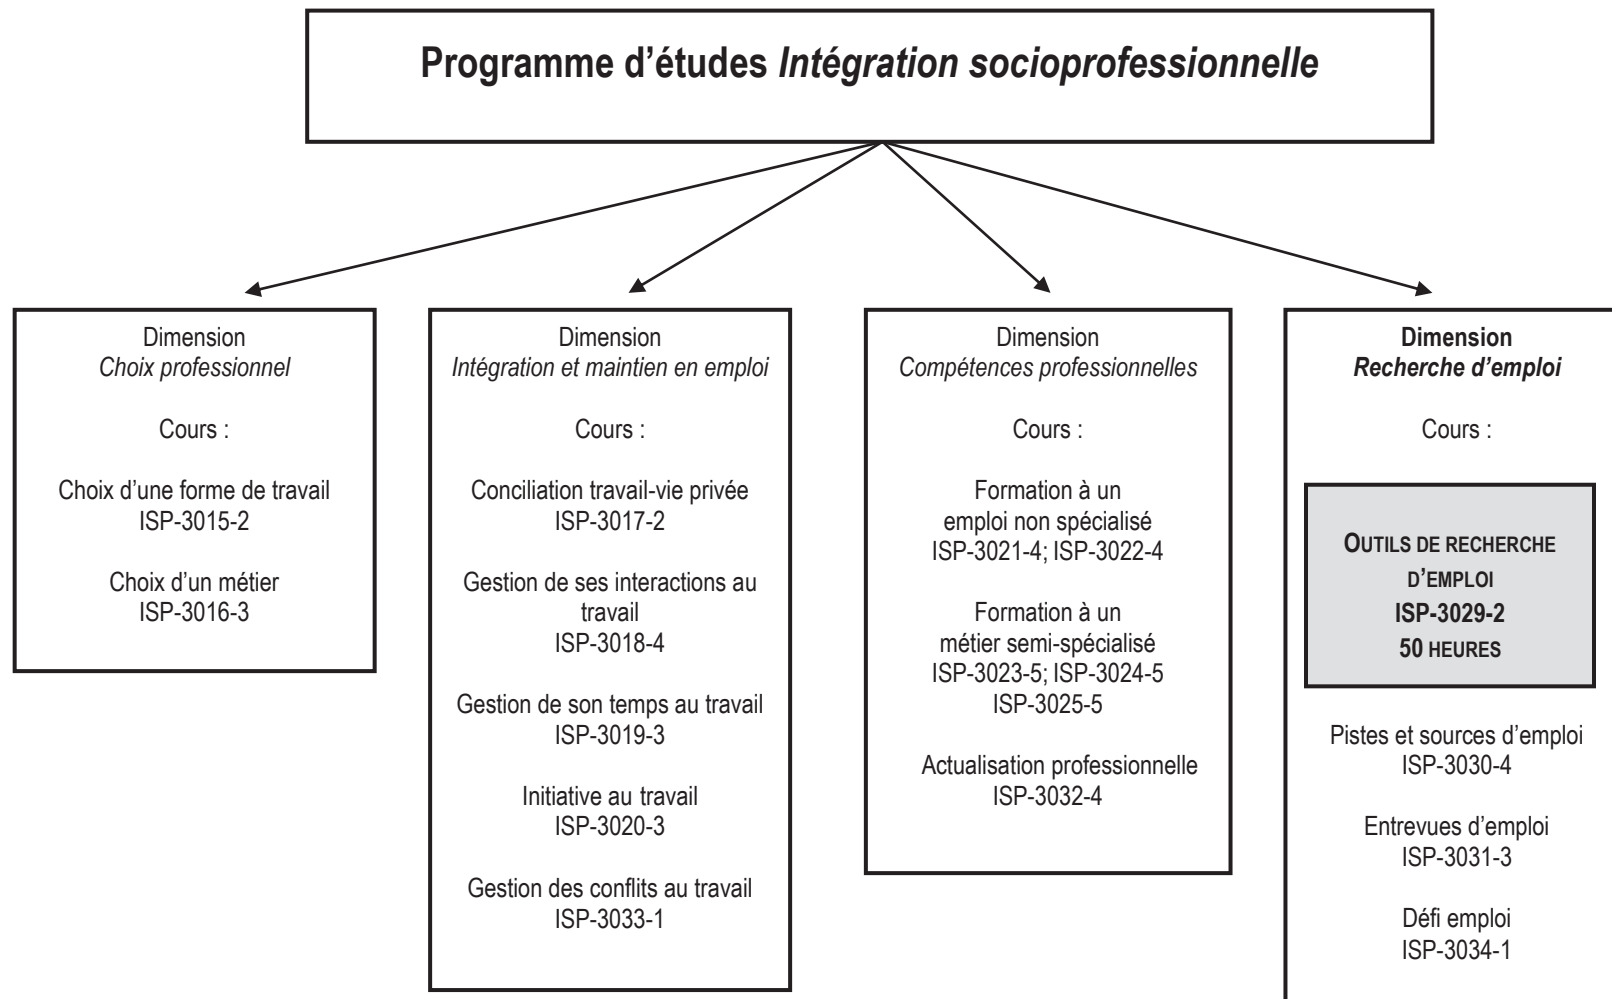 Programme d’études Intégration socioprofessionnelle
Dimension
Choix professionnel
Cours :
Choix d’une forme de travail
ISP-3015-2
Choix d’un métier
ISP-3016-3
Dimension
Intégration et maintien en emploi
Cours :
Conciliation travail-vie privée
ISP-3017-2
Gestion de ses interactions au
travail
ISP-3018-4
Gestion de son temps au travail
ISP-3019-3
Initiative au travail
ISP-3020-3
Gestion des conflits au travail
ISP-3033-1
Dimension
Compétences professionnelles
Cours :
Formation à un
emploi non spécialisé
ISP-3021-4; ISP-3022-4
Formation à un
métier semi-spécialisé
ISP-3023-5; ISP-3024-5
ISP-3025-5
Actualisation professionnelle
ISP-3032-4
Dimension
Recherche d’emploi
Cours :
OUTILS DE RECHERCHE
D’EMPLOI
ISP-3029-2
50 HEURES
Pistes et sources d’emploi
ISP-3030-4
Entrevues d’emploi
ISP-3031-3
Défi emploi
ISP-3034-1